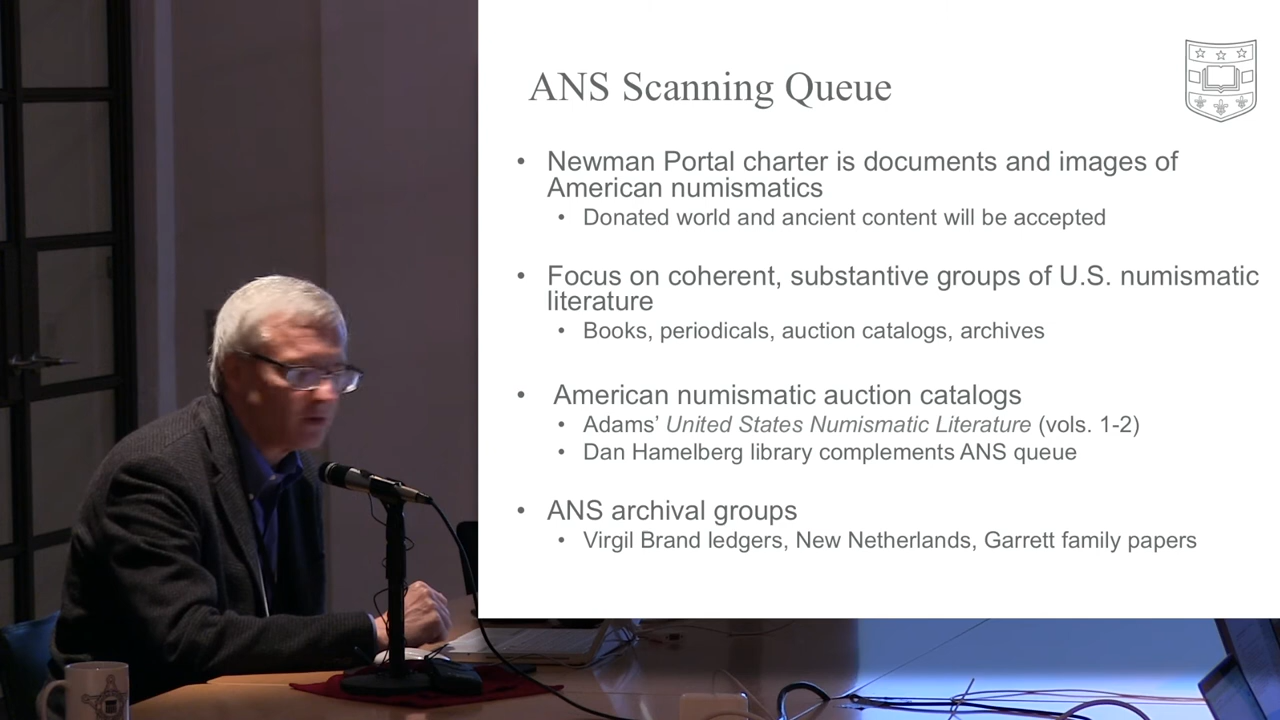 ANS Scanning Queue
• Newman Portal charter is documents and images of
American numismatics
• Donated world and ancient content will be accepted
• Focus on coherent, substantive groups of U.S. numismatic
literature
• Books, periodicals, auction catalogs, archives
• American numismatic auction catalogs
• Adams’ United States Numismatic Literature (vols. 1-2)
• Dan Hamelberg library complements ANS queue
• ANS archival groups
• Virgil Brand ledgers, New Netherlands, Garrett family papers